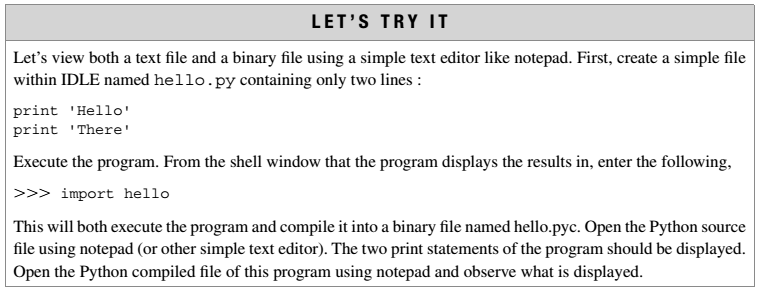 LET'S TRY IT
Let's view both a text file and a binary file using a simple text editor like notepad. First, create a simple file
within IDLE named hello.py containing only two lines :
print 'Hello'
print 'There'
Execute the program. From the shell window that the program displays the results in, enter the following,
>>> import hello
This will both execute the program and compile it into a binary file named hello.pyc. Open the Python source
file using notepad (or other simple text editor). The two print statements of the program should be displayed.
Open the Python compiled file of this program using notepad and observe what is displayed.